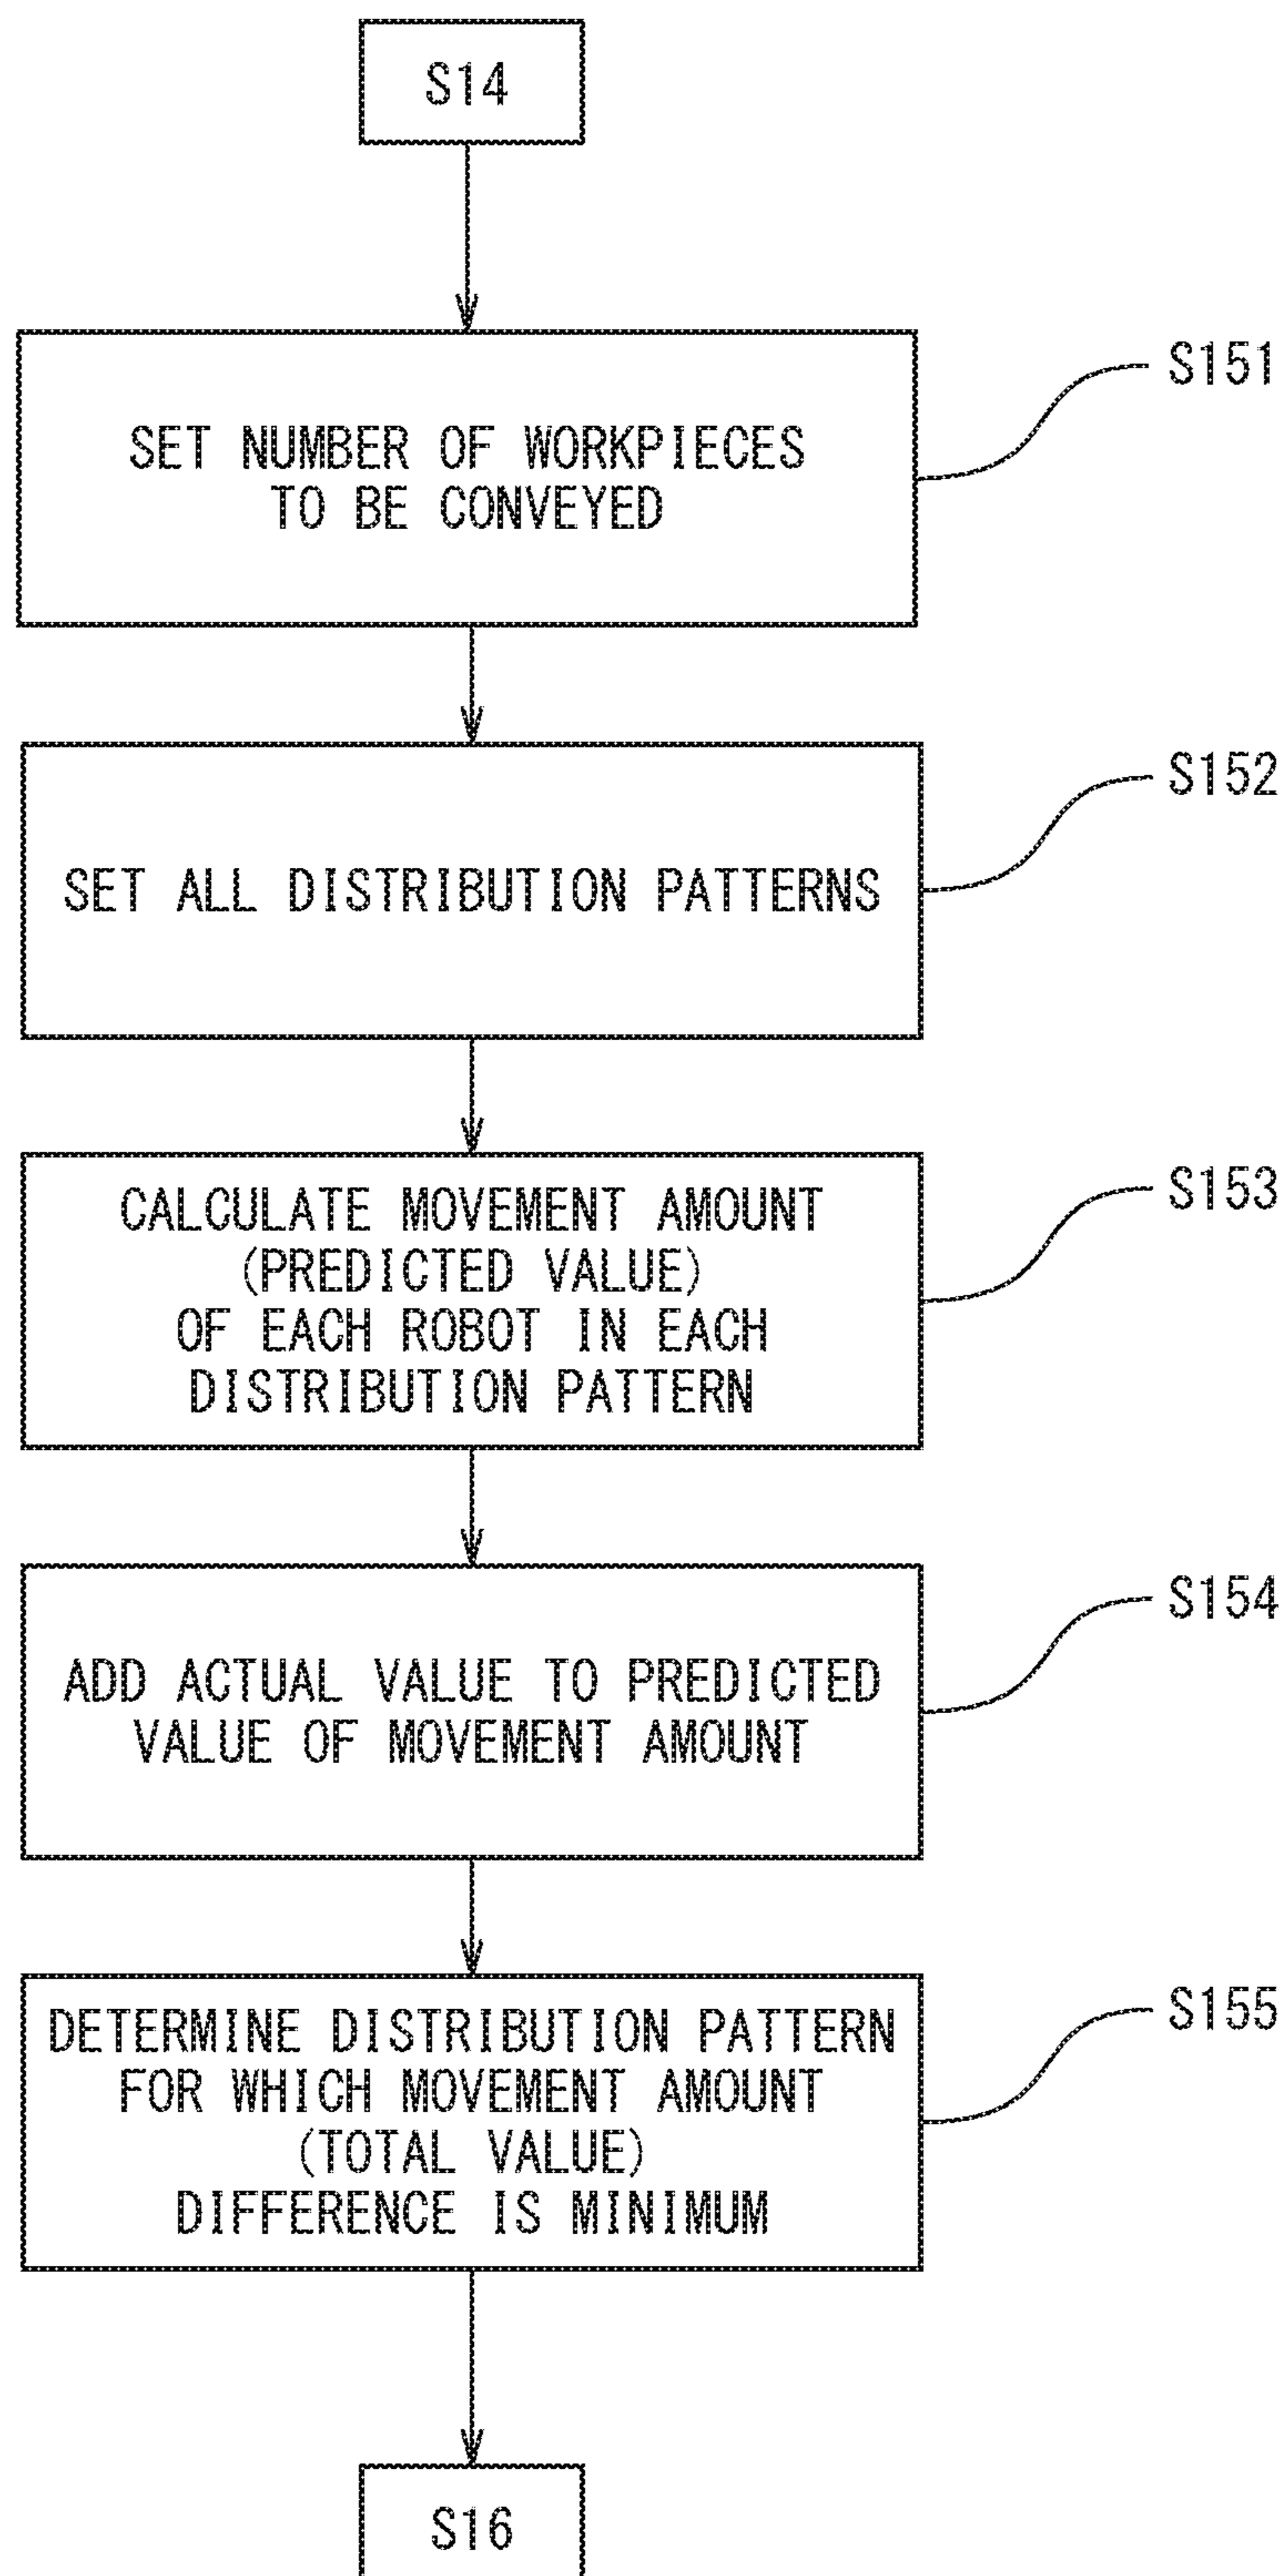 S14
S151
SET NUMBER OF WORKPIECES
TO BE CONVEYED
S152
SET ALL DISTRIBUTION PATTERNS
S153
CALCULATE MOVEMENT AMOUNT
(PREDICTED VALUE)
OF EACH ROBOT IN EACH
DISTRIBUTION PATTERN
S154
ADD ACTUAL VALUE TO PREDICTED
VALUE OF MOVEMENT AMOUNT
S155
DETERMINE DISTRIBUTION PATTERN
FOR WHICH MOVEMENT AMOUNT
(TOTAL VALUE)
DIFFERENCE IS MINIMUM
S16